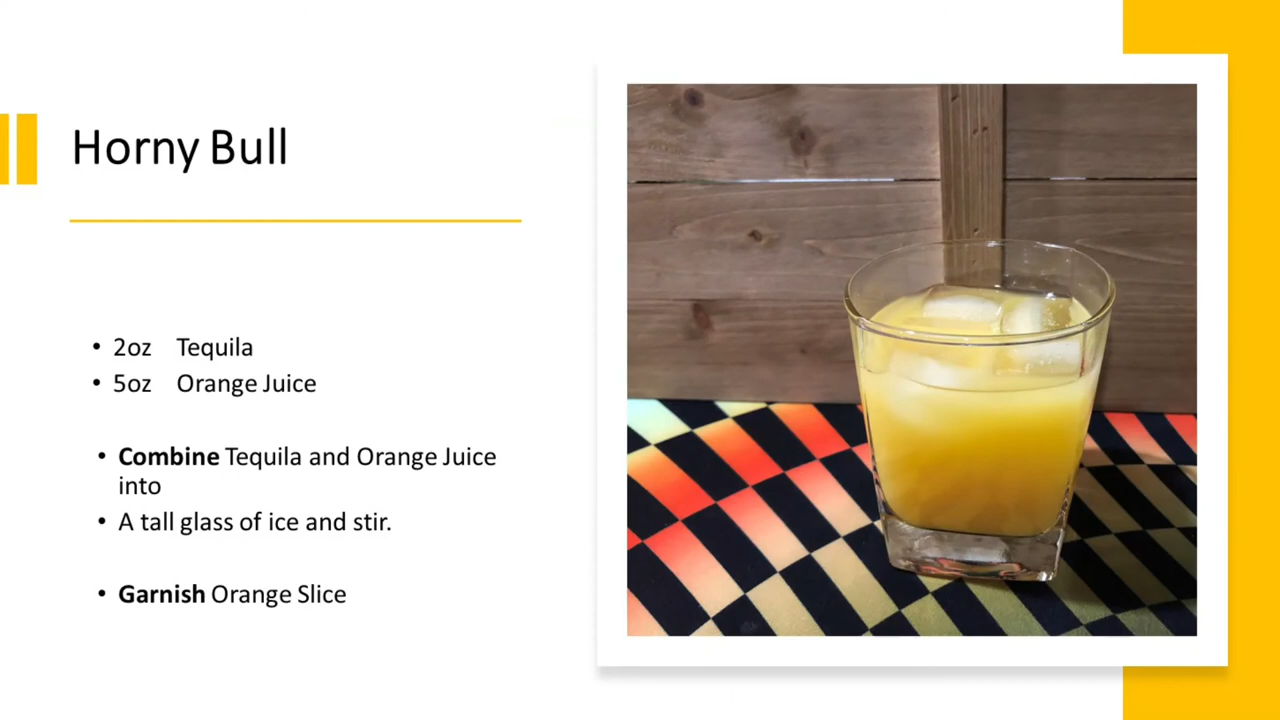 Horny Bull
• 2oz Tequila
• 5oz Orange Juice
• Combine Tequila and Orange Juice
into
• A tall glass of ice and stir.
• Garnish Orange Slice